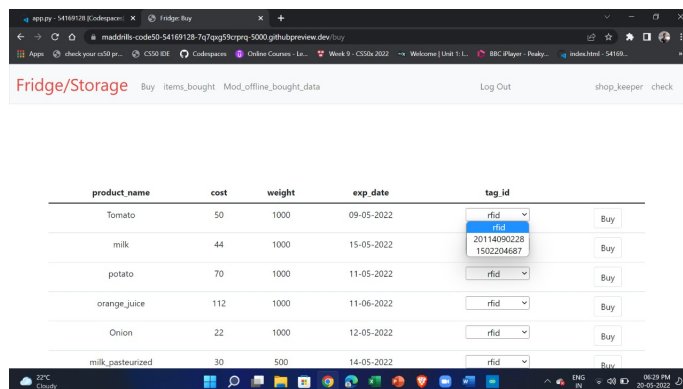 app.py - 54169128 [Codespaces]
Fridge: Buy
maddrills-code50-54169128-7q7qxg59crprq-5000.githubpreview.dev/buy
Apps check your cs50 pr... CS50 IDE Codespaces Online Courses - Le... Week 9 - CS50x 2022 Welcome | Unit 1: I... BBC iPlayer - Peaky... index.html - 54169...
Fridge/Storage Buy items_bought Mod_offline_bought_data Log Out shop_keeper check
product_name cost weight exp_date tag_id
Tomato 50 1000 09-05-2022 rfid Buy
rfid
20114090228
milk 44 1000 15-05-2022 Buy
1502204687
potato 70 1000 11-05-2022 rfid Buy
orange_juice 112 1000 11-06-2022 rfid Buy
Onion 22 1000 12-05-2022 rfid Buy
milk_pasteurized 30 500 14-05-2022 rfid Buy
22°C
Cloudy
ENG
IN
06:29 PM
20-05-2022